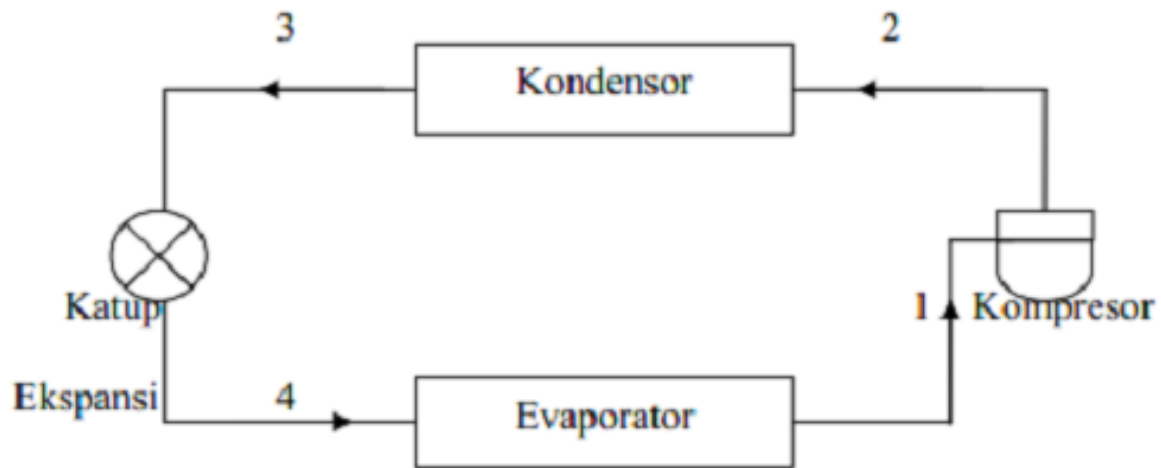 3
2
Kondensor
Katup
1
Kompresor
Ekspansi
4
Evaporator